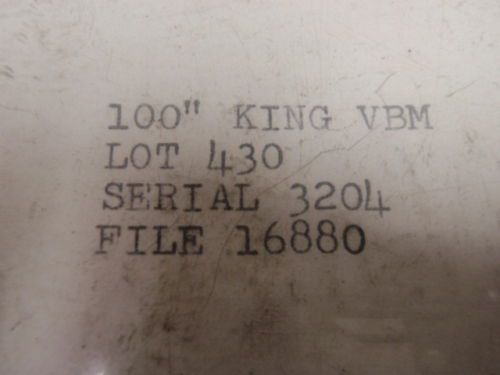 100" KING VBM
LOT 430
SERIAL 3204
FILE 16880